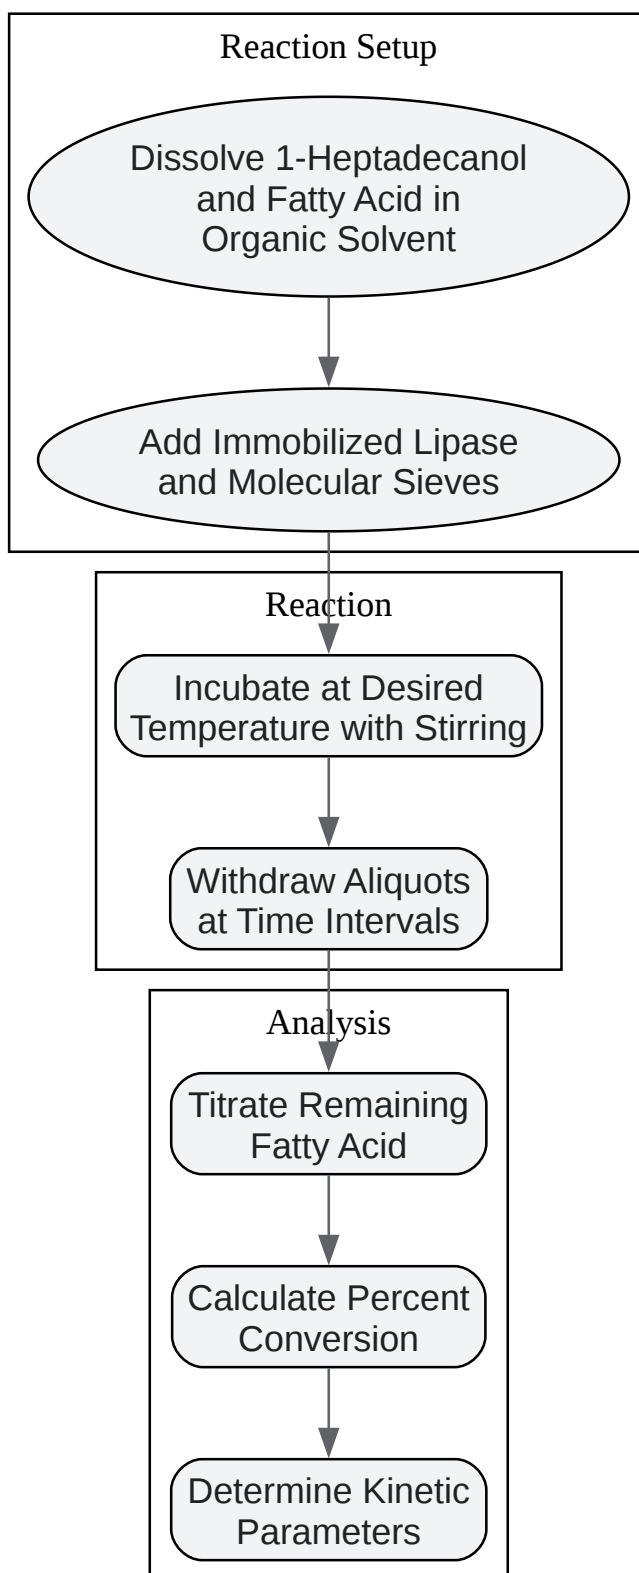 Reaction Setup
Dissolve 1-Heptadecanol
and Fatty Acid in
Organic Solvent
Add Immobilized Lipase
and Molecular Sieves
Reaction
Incubate at Desired
Temperature with Stirring
Withdraw Aliquots
at Time Intervals
Analysis
Titrate Remaining
Fatty Acid
Calculate Percent
Conversion
Determine Kinetic
Parameters